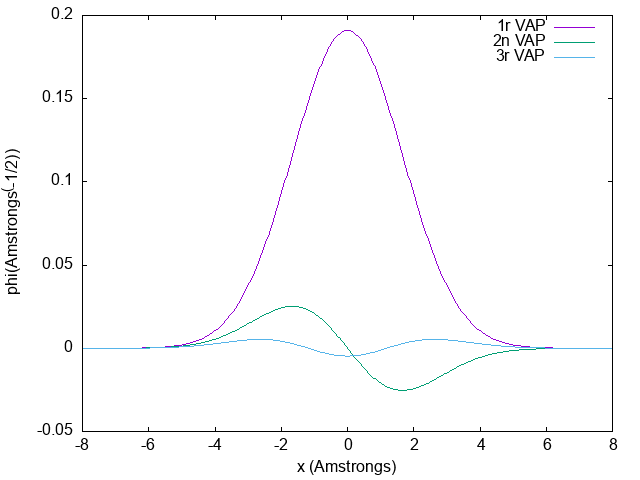 0.2
0.15
0.1
0.05
0
-0.05
phi(Amstrongs(-1/2))
1r VAP
2n VAP
3r VAP
-8 -6 -4 -2 0 2 4 6 8
x (Amstrongs)